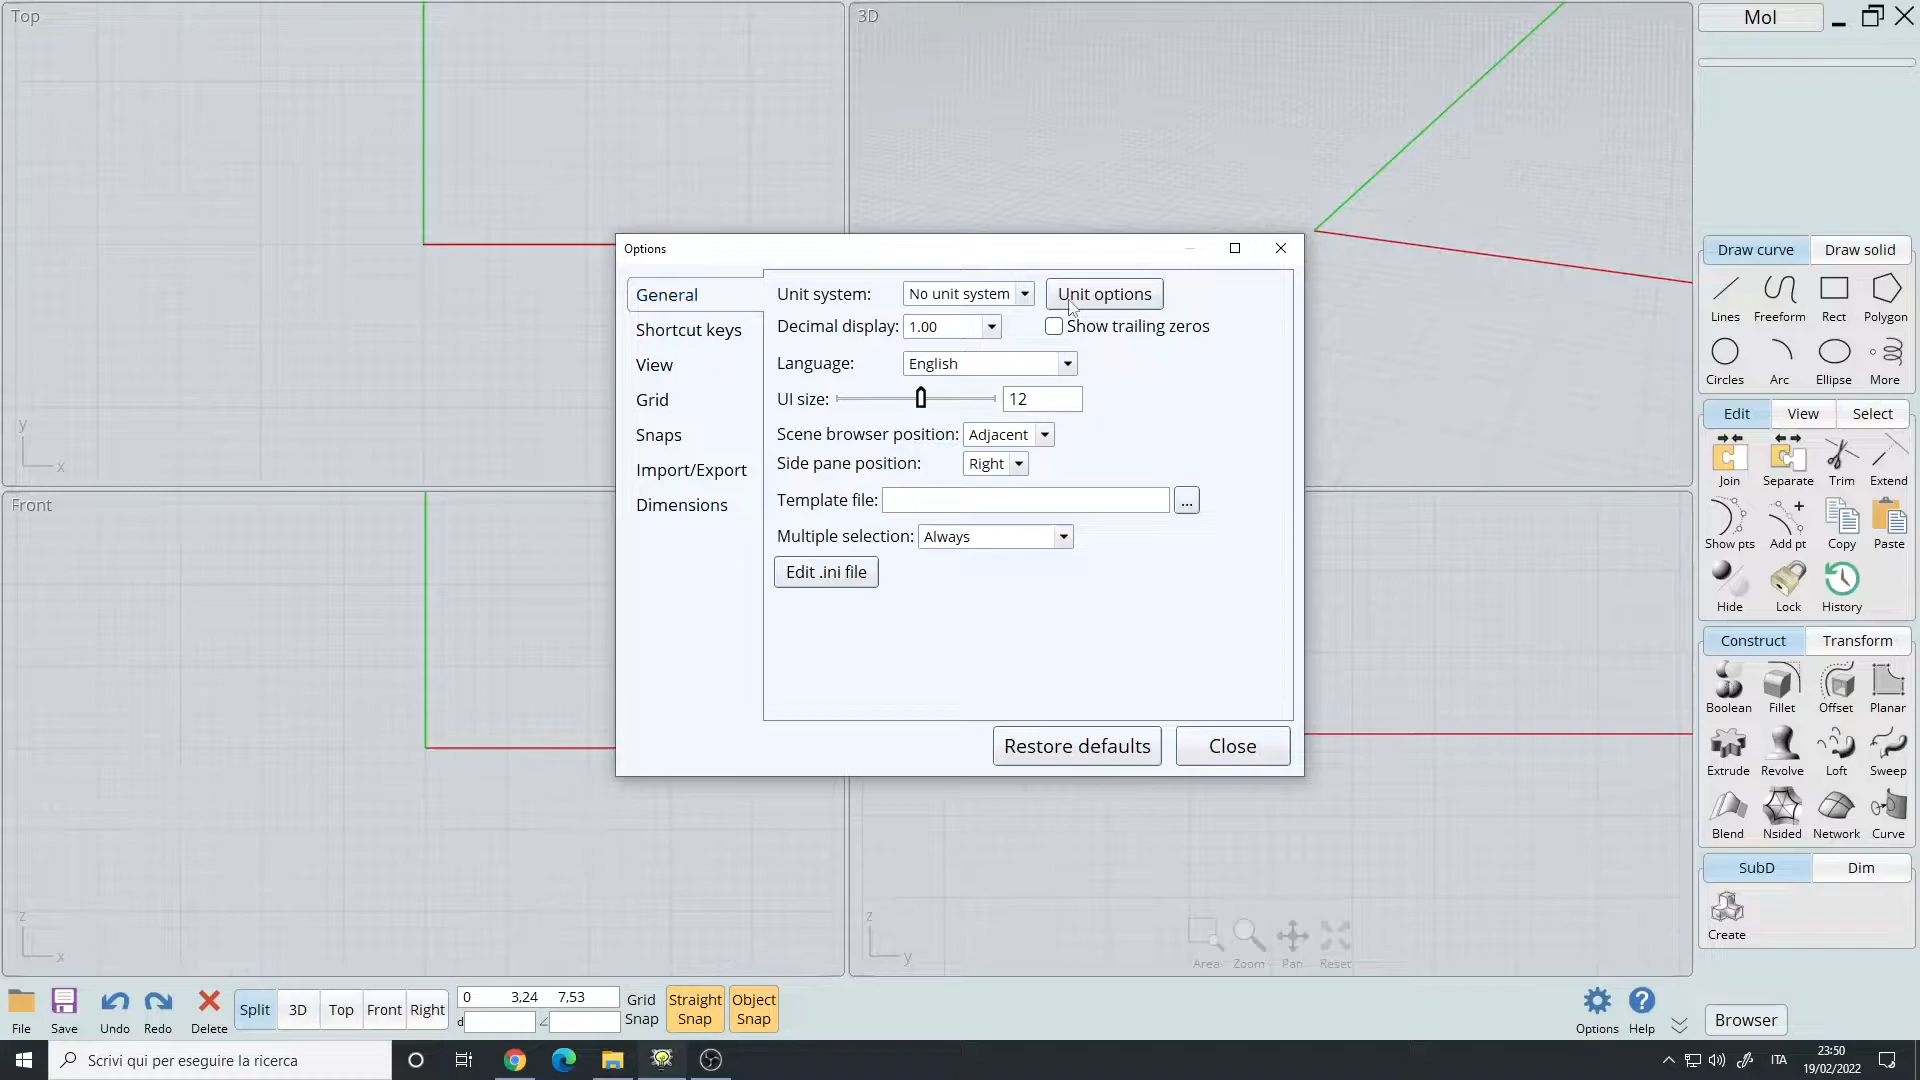 Top
3D
MoI
Options
General
Shortcut keys
View
Grid
Snaps
Import/Export
Dimensions
Unit system: No unit system Unit options
Decimal display: 1.00 Show trailing zeros
Language: English
UI size: 12
Scene browser position: Adjacent
Side pane position: Right
Template file: ...
Multiple selection: Always
Edit .ini file
Restore defaults Close
y
x
Front
z
x
z
y
Area Zoom Pan Reset
Draw curve Draw solid
Lines Freeform Rect Polygon
Circles Arc Ellipse More
Edit View Select
Join Separate Trim Extend
Show pts Add pt Copy Paste
Hide Lock History
Construct Transform
Boolean Fillet Offset Planar
Extrude Revolve Loft Sweep
Blend Nsided Network Curve
SubD Dim
Create
File Save Undo Redo Delete
Split 3D Top Front Right
0 3,24 7,53
d
Grid Snap
Straight Snap
Object Snap
Options Help
Browser
Scrivi qui per eseguire la ricerca
ITA
23:50
19/02/2022